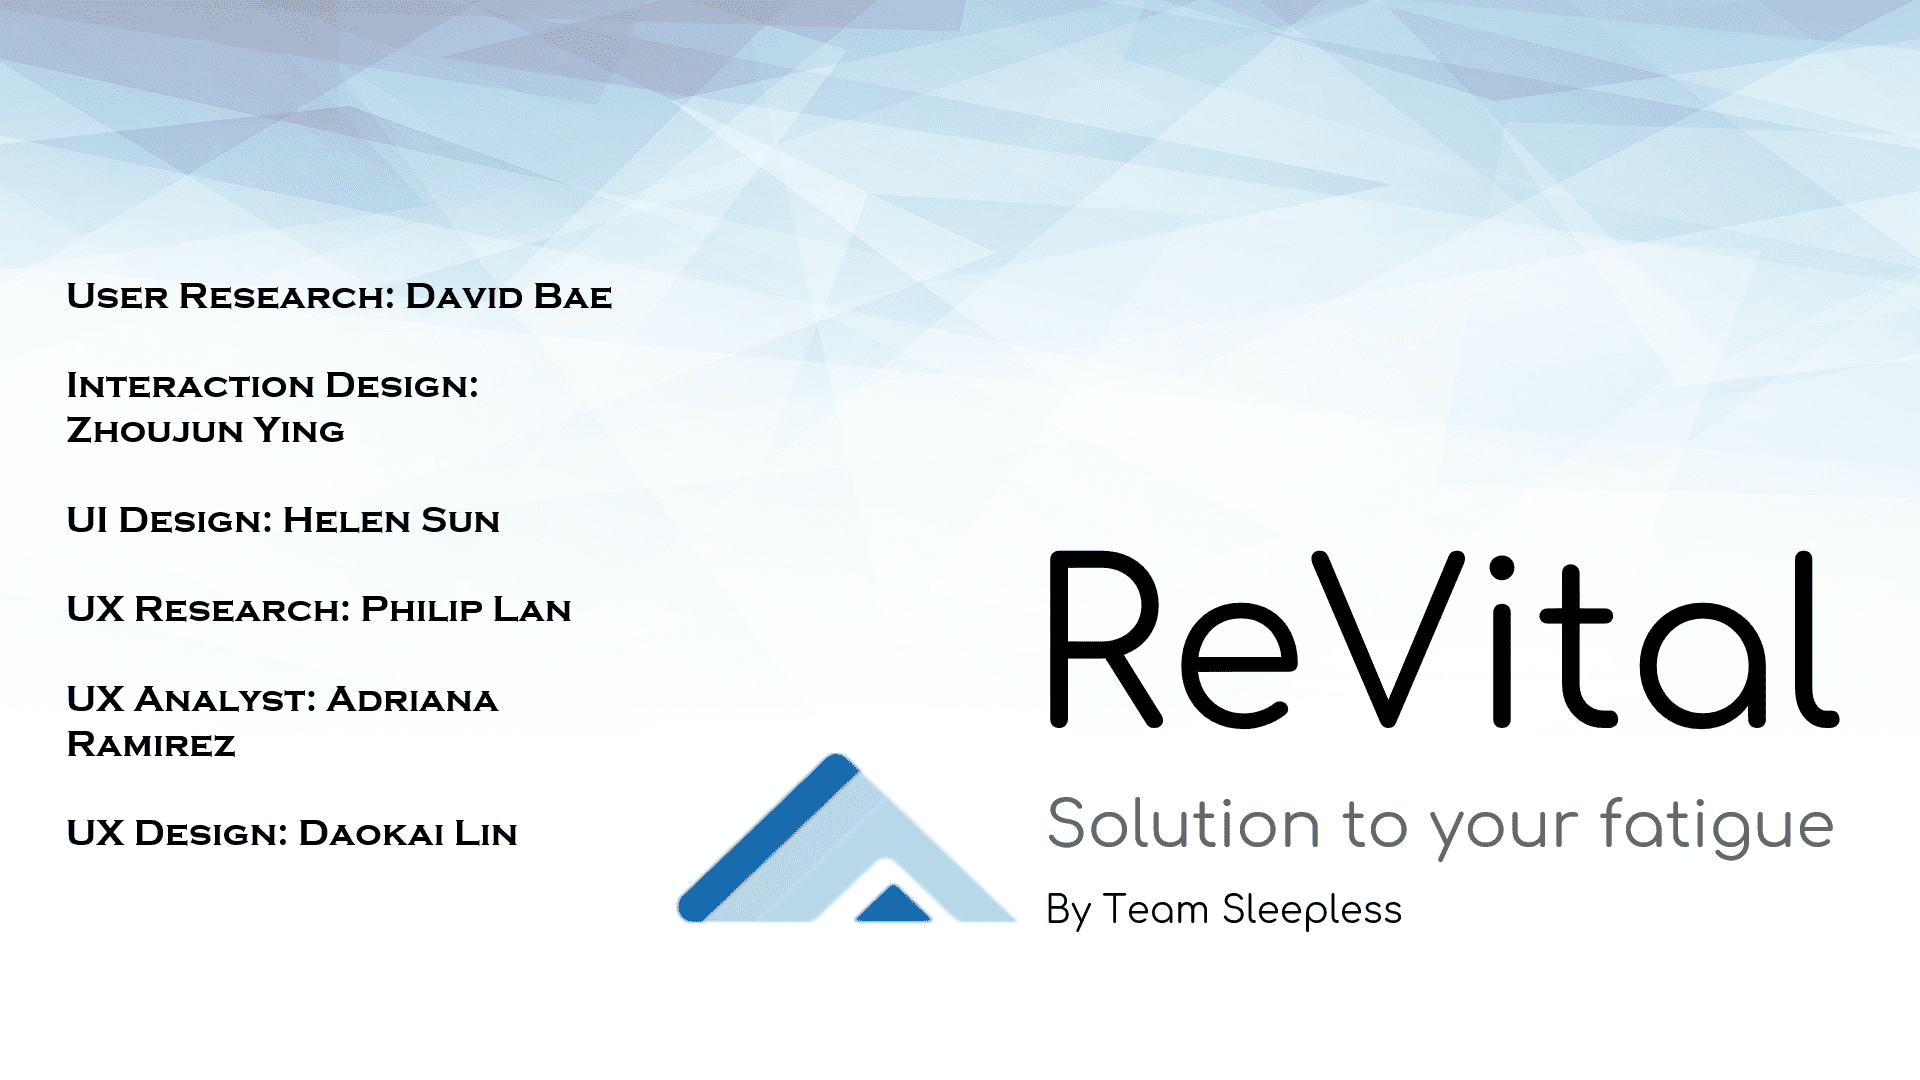 User Research: David Bae
Interaction Design:
Zhoujun Ying
UI Design: Helen Sun
UX Research: Philip Lan
UX Analyst: Adriana
Ramirez
UX Design: Daokai Lin
ReVital
Solution to your fatigue
By Team Sleepless